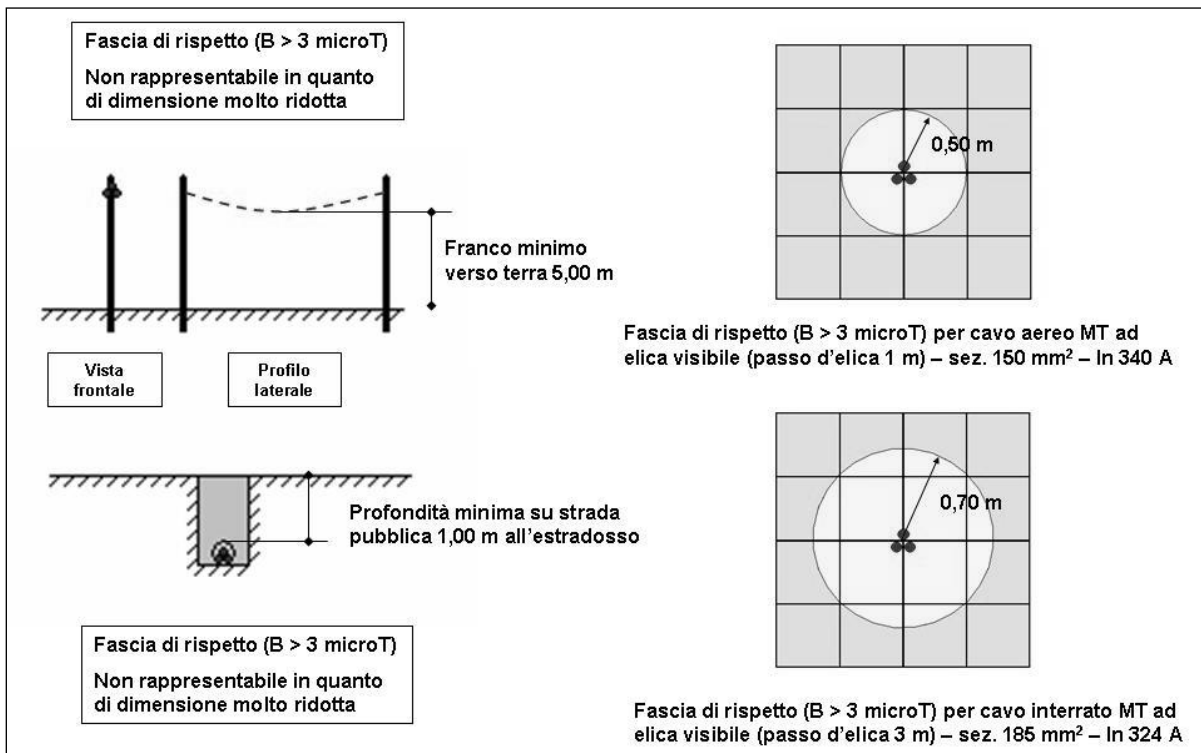 Fascia di rispetto (B > 3 microT)
Non rappresentabile in quanto
di dimensione molto ridotta
0,50 m
Franco minimo
verso terra 5,00 m
Fascia di rispetto (B > 3 microT) per cavo aereo MT ad
elica visibile (passo d'elica 1 m) – sez. 150 mm² – In 340 A
Vista
frontale
Profilo
laterale
Profondità minima su strada
pubblica 1,00 m all'estradosso
0,70 m
Fascia di rispetto (B > 3 microT)
Non rappresentabile in quanto
di dimensione molto ridotta
Fascia di rispetto (B > 3 microT) per cavo interrato MT ad
elica visibile (passo d'elica 3 m) – sez. 185 mm² – In 324 A